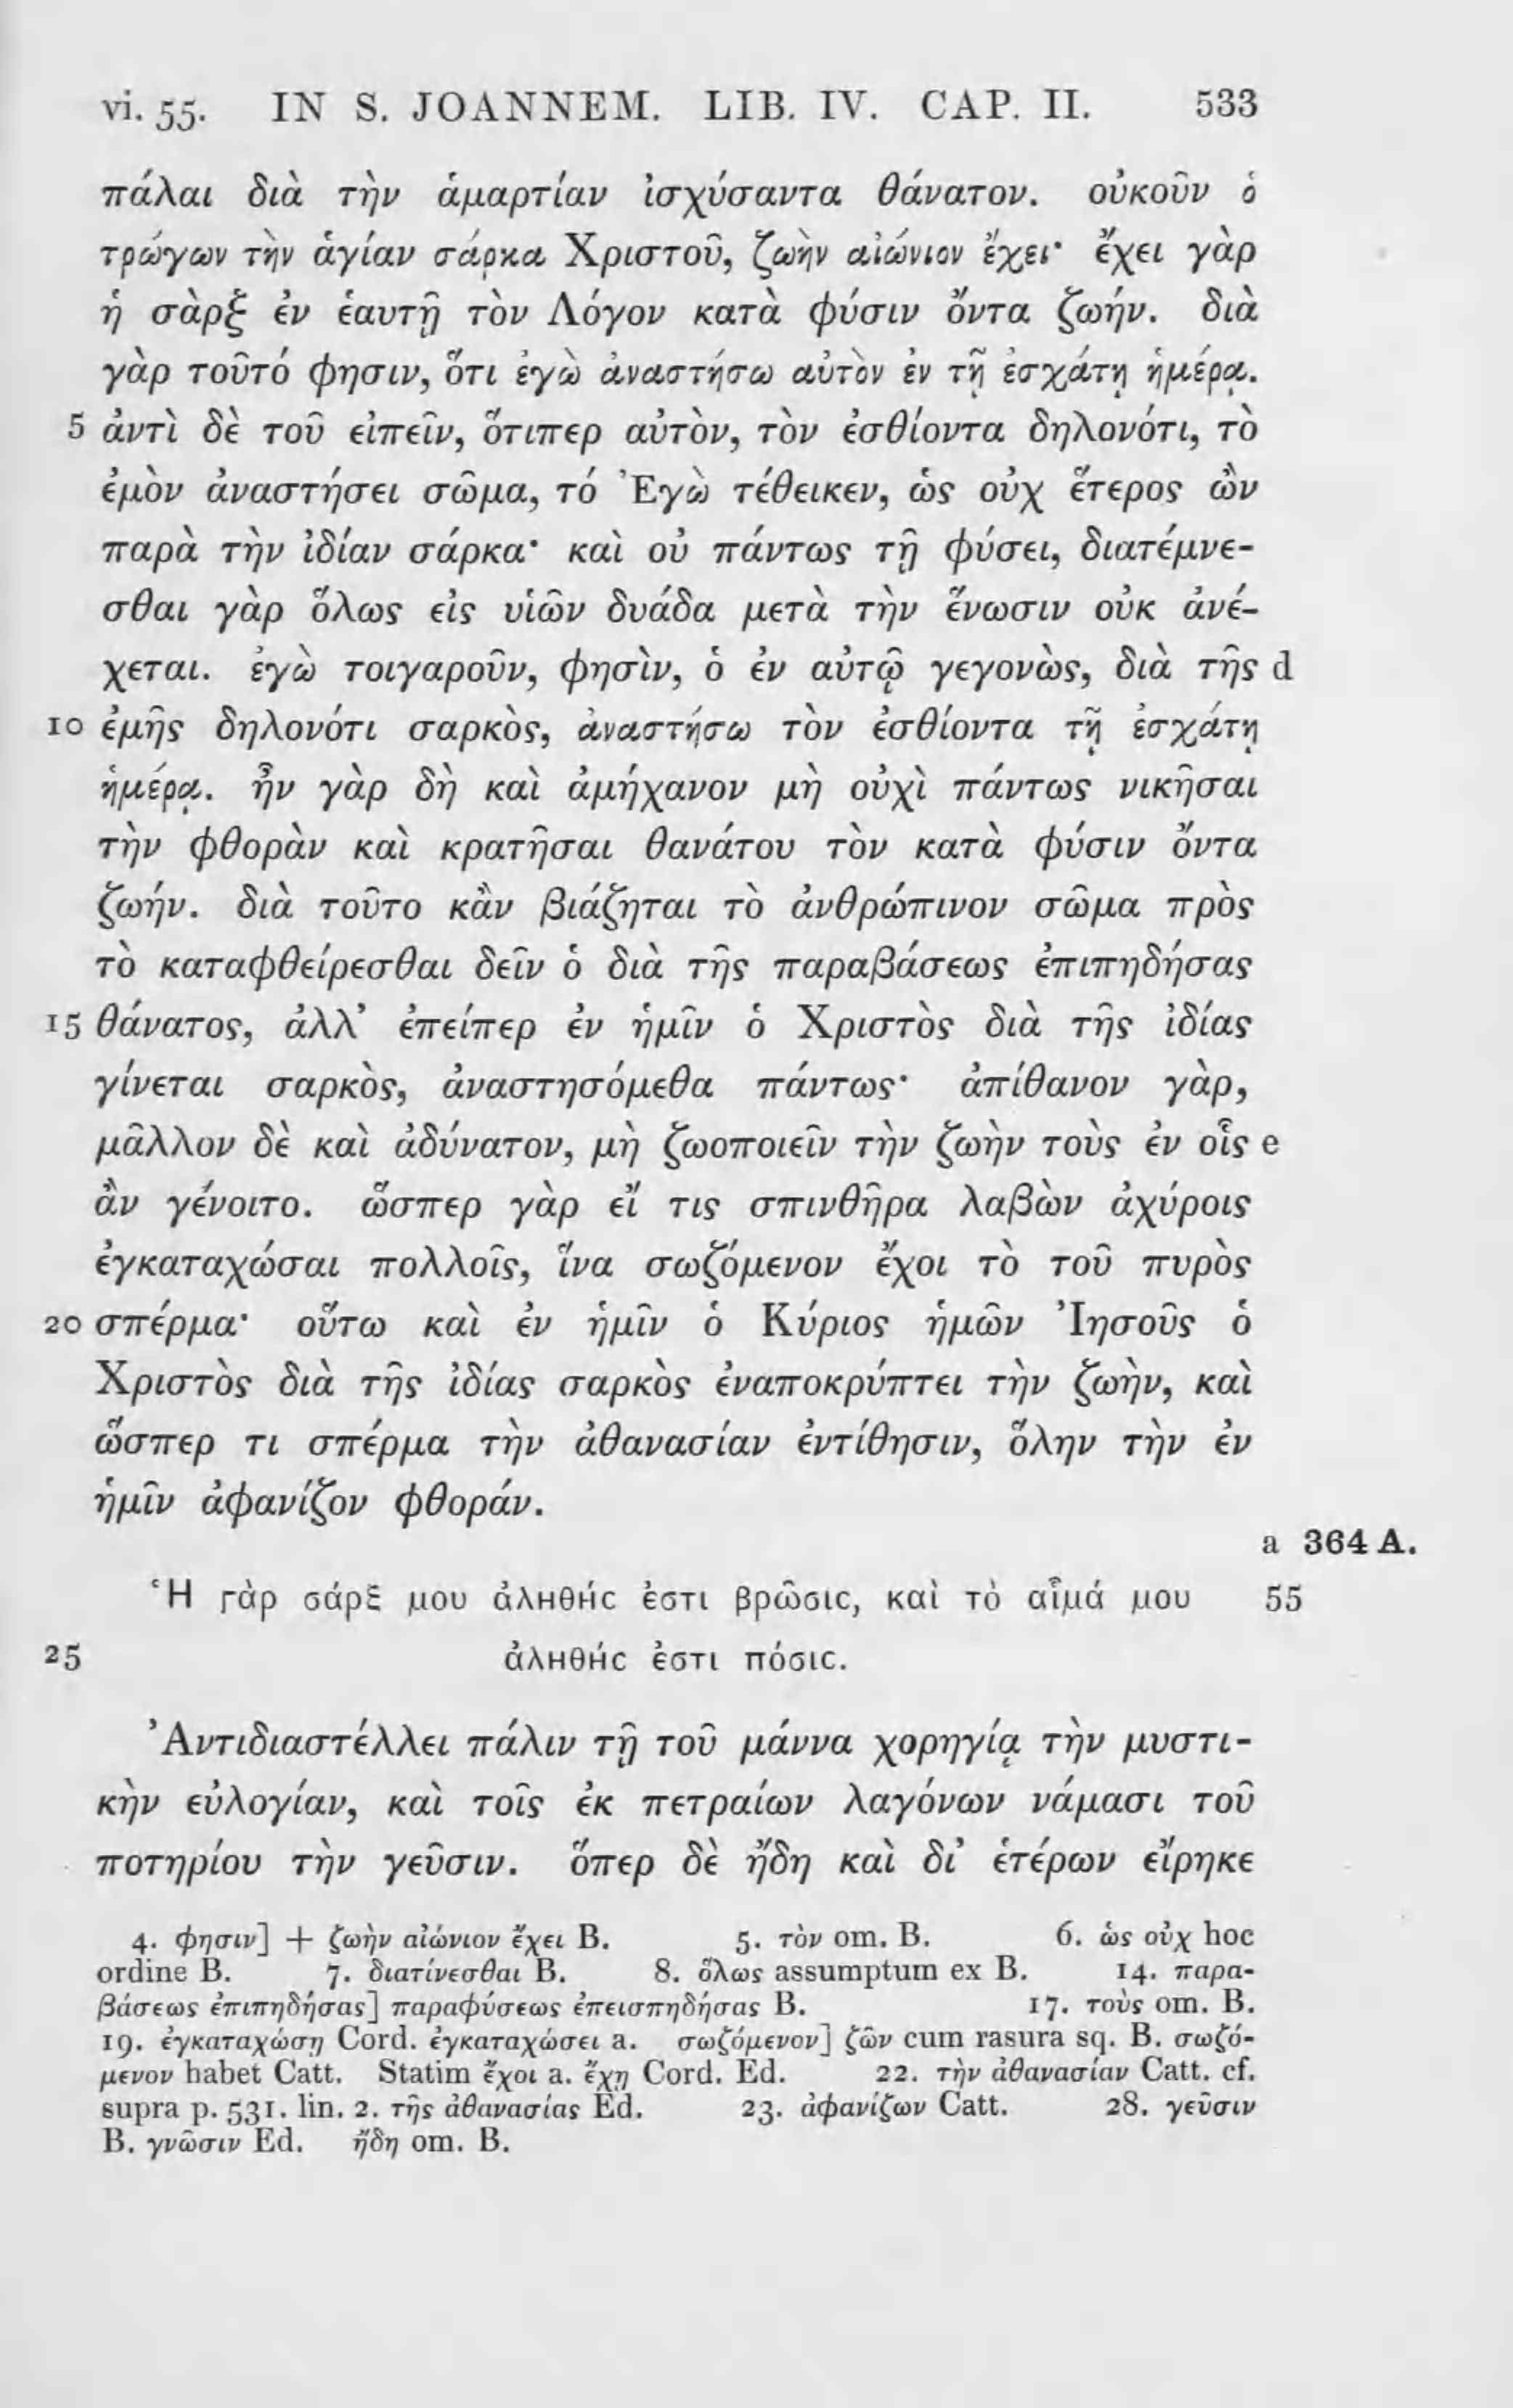 vi. 55. IN S. JOANNEM. LIB. IV. CAP. II. 533
πάλαι διὰ τὴν ἁμαρτίαν ἰσχύσαντα θάνατον. οὐκοῦν ὁ
τρώγων τὴν ἁγίαν σάρκα Χριστοῦ, ζωὴν αἰώνιον ἔχει· ἔχει γὰρ
ἡ σὰρξ ἐν ἑαυτῇ τὸν Λόγον κατὰ φύσιν ὄντα ζωήν. διὰ
γὰρ τοῦτό φησιν, ὅτι ἐγὼ ἀναστήσω αὐτὸν ἐν τῇ ἐσχάτῃ ἡμέρᾳ.
5 ἀντὶ δὲ τοῦ εἰπεῖν, ὅτιπερ αὐτὸν, τὸν ἐσθίοντα δηλονότι, τὸ
ἐμὸν ἀναστήσει σῶμα, τό Ἐγὼ τέθεικεν, ὡς οὐχ ἕτερος ὢν
παρὰ τὴν ἰδίαν σάρκα· καὶ οὐ πάντως τῇ φύσει, διατέμνε-
σθαι γὰρ ὅλως εἰς υἱῶν δυάδα μετὰ τὴν ἕνωσιν οὐκ ἀνέ-
χεται. ἐγὼ τοιγαροῦν, φησὶν, ὁ ἐν αὐτῷ γεγονὼς, διὰ τῆς d
10 ἐμῆς δηλονότι σαρκὸς, ἀναστήσω τὸν ἐσθίοντα τῇ ἐσχάτῃ
ἡμέρᾳ. ἦν γὰρ δὴ καὶ ἀμήχανον μὴ οὐχὶ πάντως νικῆσαι
τὴν φθορὰν καὶ κρατῆσαι θανάτου τὸν κατὰ φύσιν ὄντα
ζωήν. διὰ τοῦτο κἂν βιάζηται τὸ ἀνθρώπινον σῶμα πρὸς
τὸ καταφθείρεσθαι δεῖν ὁ διὰ τῆς παραβάσεως ἐπιπηδήσας
15 θάνατος, ἀλλ’ ἐπείπερ ἐν ἡμῖν ὁ Χριστὸς διὰ τῆς ἰδίας
γίνεται σαρκὸς, ἀναστησόμεθα πάντως· ἀπίθανον γὰρ,
μᾶλλον δὲ καὶ ἀδύνατον, μὴ ζωοποιεῖν τὴν ζωὴν τοὺς ἐν οἷς e
ἂν γένοιτο. ὥσπερ γὰρ εἴ τις σπινθῆρα λαβὼν ἀχύροις
ἐγκαταχώσαι πολλοῖς, ἵνα σωζόμενον ἔχοι τὸ τοῦ πυρὸς
20 σπέρμα· οὕτω καὶ ἐν ἡμῖν ὁ Κύριος ἡμῶν Ἰησοῦς ὁ
Χριστὸς διὰ τῆς ἰδίας σαρκὸς ἐναποκρύπτει τὴν ζωὴν, καὶ
ὥσπερ τι σπέρμα τὴν ἀθανασίαν ἐντίθησιν, ὅλην τὴν ἐν
ἡμῖν ἀφανίζον φθοράν.
a 364 A.
Ἡ γὰρ σάρξ μου ἀληθής ἐστι βρῶσις, καὶ τὸ αἷμά μου 55
25 ἀληθής ἐστι πόσις.
Ἀντιδιαστέλλει πάλιν τῇ τοῦ μάννα χορηγίᾳ τὴν μυστι-
κὴν εὐλογίαν, καὶ τοῖς ἐκ πετραίων λαγόνων νάμασι τοῦ
ποτηρίου τὴν γεῦσιν. ὅπερ δὲ ἤδη καὶ δι’ ἑτέρων εἴρηκε
4. φησιν] + ζωὴν αἰώνιον ἔχει B. 5. τὸν om. B. 6. ὡς οὐχ hoc
ordine B. 7. διατίνεσθαι B. 8. ὅλως assumptum ex B. 14. παρα-
βάσεως ἐπιπηδήσας] παραφύσεως ἐπεισπηδήσας B. 17. τοὺς om. B.
19. ἐγκαταχώσῃ Cord. ἐγκαταχώσει a. σωζόμενον] ζῶν cum rasura sq. B. σωζό-
μενον habet Catt. Statim ἔχοι a. ἔχῃ Cord. Ed. 22. τὴν ἀθανασίαν Catt. cf.
supra p. 531. lin. 2. τῆς ἀθανασίας Ed. 23. ἀφανίζων Catt. 28. γεῦσιν
B. γνῶσιν Ed. ἤδη om. B.